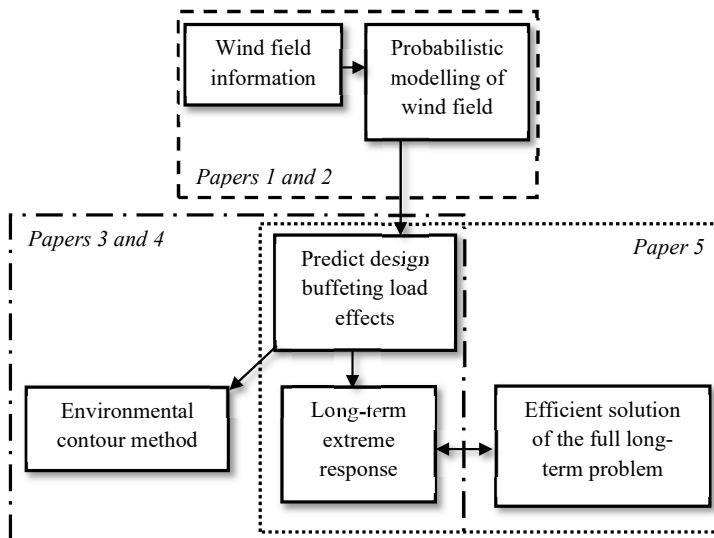 Wind field
information
Probabilistic
modelling of
wind field
Papers 1 and 2
Papers 3 and 4
Paper 5
Predict design
buffeting load
effects
Environmental
contour method
Long-term
extreme
response
Efficient solution
of the full long-
term problem